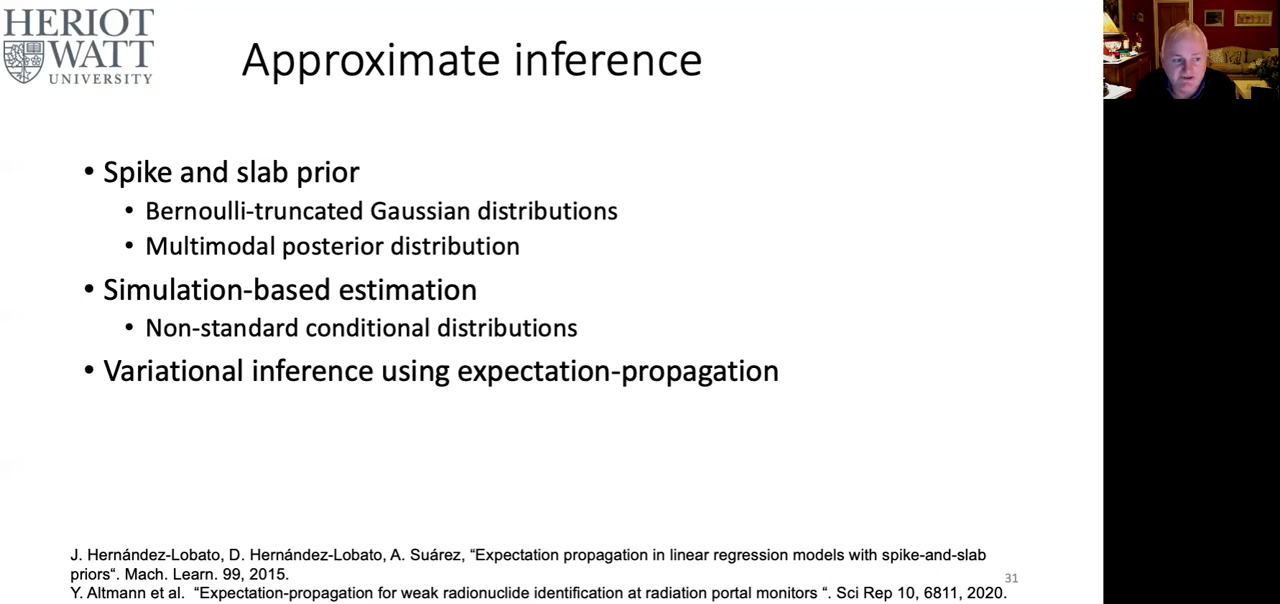 HERIOT
WATT
UNIVERSITY
Approximate inference
• Spike and slab prior
• Bernoulli-truncated Gaussian distributions
• Multimodal posterior distribution
• Simulation-based estimation
• Non-standard conditional distributions
• Variational inference using expectation-propagation
J. Hernández-Lobato, D. Hernández-Lobato, A. Suárez, “Expectation propagation in linear regression models with spike-and-slab
priors“. Mach. Learn. 99, 2015.
31
Y. Altmann et al. “Expectation-propagation for weak radionuclide identification at radiation portal monitors “. Sci Rep 10, 6811, 2020.